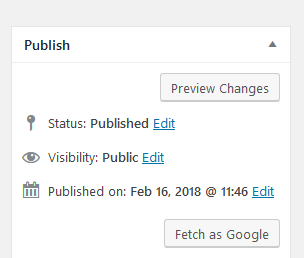 Publish
Preview Changes
Status: Published Edit
Visibility: Public Edit
Published on: Feb 16, 2018 @ 11:46 Edit
Fetch as Google